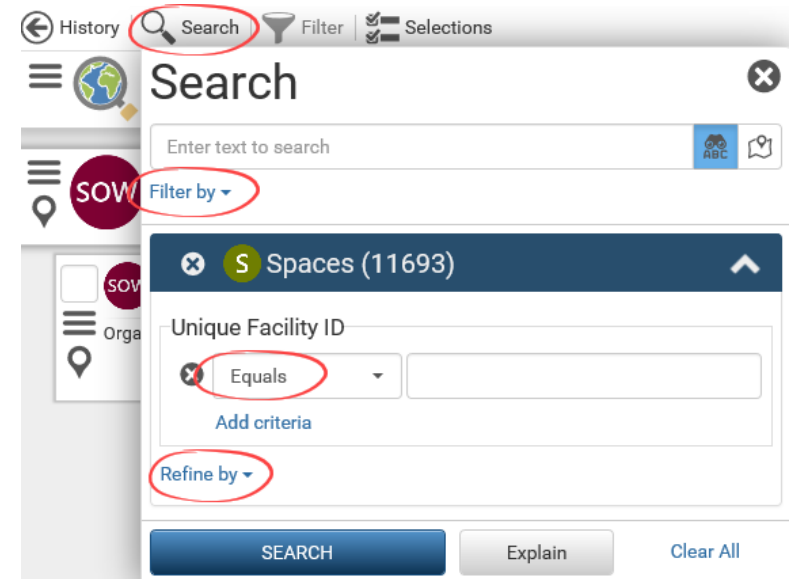 History Search Filter Selections
Search
Enter text to search
ABC
SOW Filter by
S Spaces (11693)
SOW
Orga Unique Facility ID
Equals
Add criteria
Refine by
SEARCH Explain Clear All